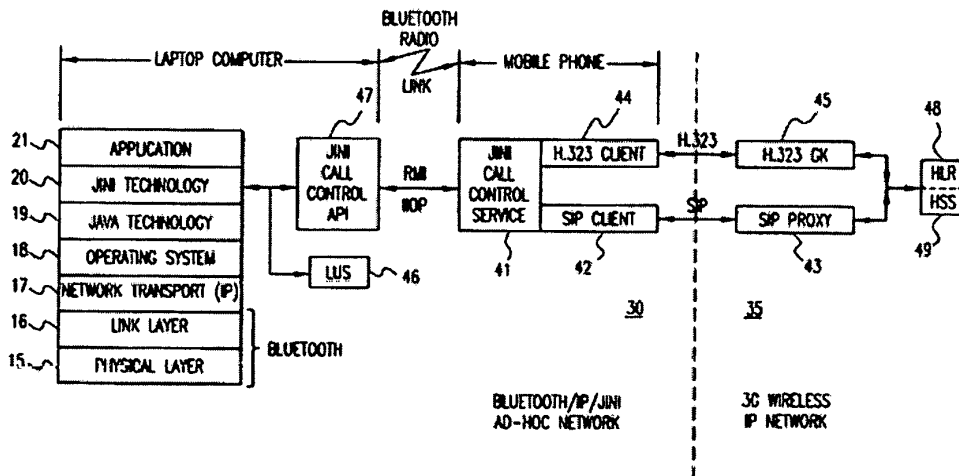 BLUETOOTH
RADIO
LINK
LAPTOP COMPUTER
MOBILE PHONE
47
44
45
48
21
APPLICATION
20
JINI TECHNOLOGY
19
JAVA TECHNOLOGY
18
OPERATING SYSTEM
17
NETWORK TRANSPORT (IP)
16
LINK LAYER
15
PHYSICAL LAYER
BLUETOOTH
JINI
CALL
CONTROL
API
LUS
46
RMI
IIOP
JINI
CALL
CONTROL
SERVICE
41
H.323 CLIENT
SIP CLIENT
42
H.323
SIP
H.323 GK
SIP PROXY
43
HLR
HSS
49
30
35
BLUETOOTH/IP/JINI
AD-HOC NETWORK
3G WIRELESS
IP NETWORK